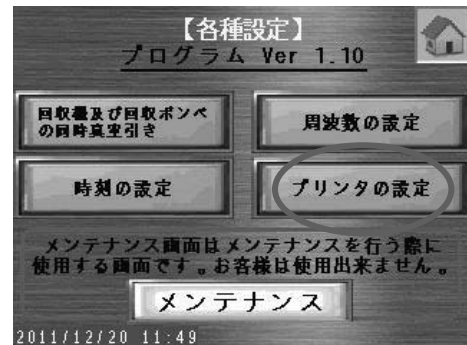 【各種設定】
プログラム Ver 1.10
回収機及び回収ボンベ
の同時真空引き
周波数の設定
時刻の設定
プリンタの設定
メンテナンス画面はメンテナンスを行う際に
使用する画面です。お客様は使用出来ません。
メンテナンス
2011/12/20 11:49